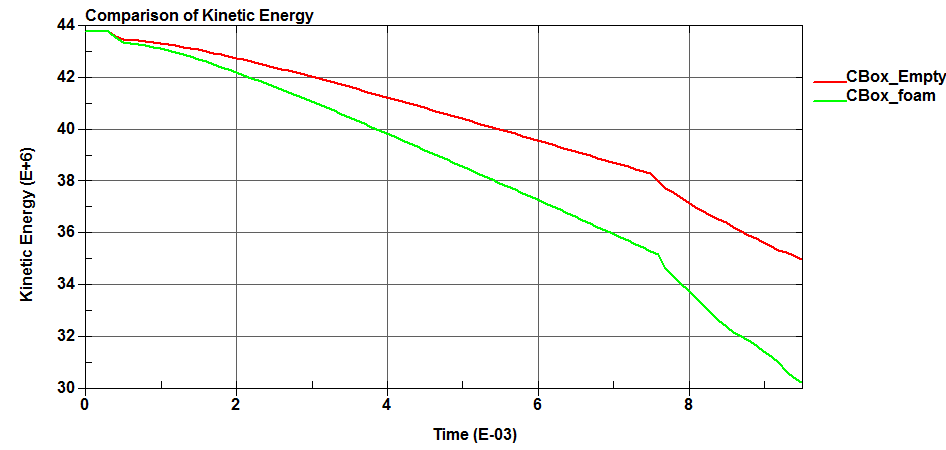 Comparison of Kinetic Energy
44
42
40
38
36
34
32
30
Kinetic Energy (E+6)
0 2 4 6 8
Time (E-03)
CBox_Empty
CBox_foam